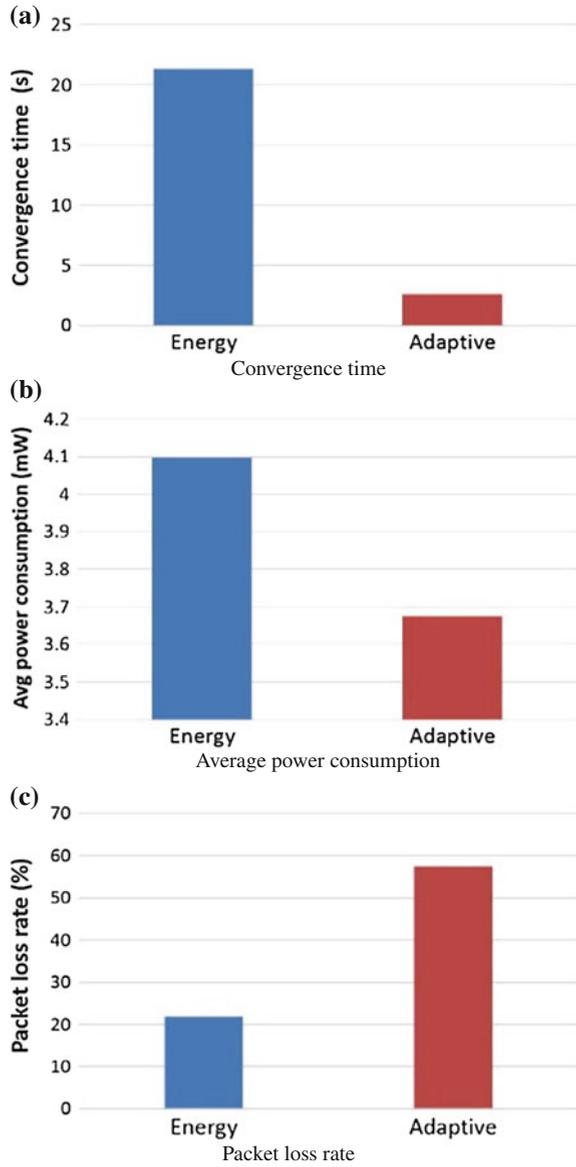 (a)
Convergence time (s)
25
20
15
10
5
0
Energy
Adaptive
Convergence time
(b)
Avg power consumption (mW)
4.2
4.1
4
3.9
3.8
3.7
3.6
3.5
3.4
Energy
Adaptive
Average power consumption
(c)
Packet loss rate (%)
70
60
50
40
30
20
10
0
Energy
Adaptive
Packet loss rate